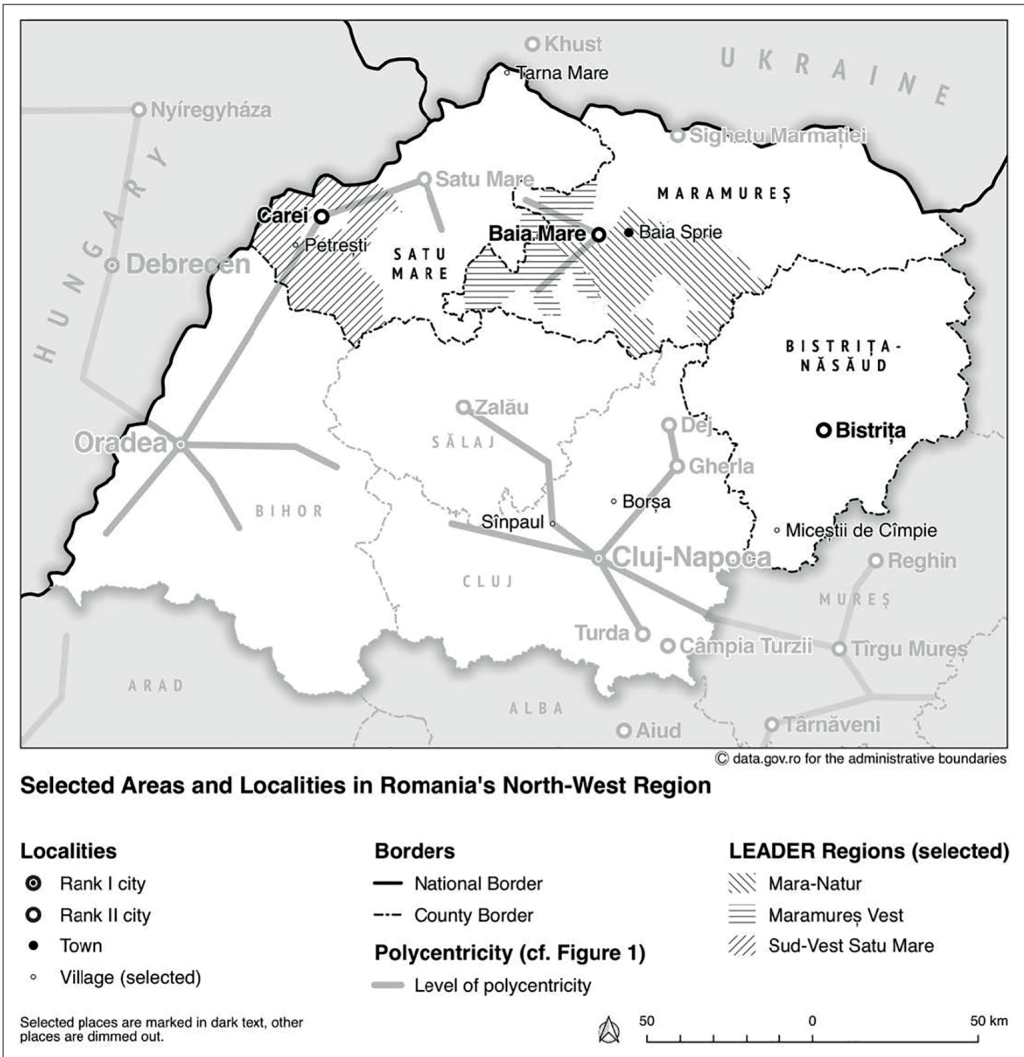 Khust
UKRAINE
Tarna Mare
Nyíregyháza
Sighetu Marmației
HUNGARY
Satu Mare
MARAMUREȘ
Carei
Baia Mare
Baia Sprie
Petrești
SATU
MARE
Debrecen
BISTRIȚA-
NĂSĂUD
Zalău
Dej
Bistrița
Oradea
SĂLAJ
Gherla
BIHOR
Borșa
Sînpaul
Miceștii de Cîmpie
Cluj-Napoca
Reghin
CLUJ
MUREȘ
Turda
Câmpia Turzii
Tîrgu Mureș
ARAD
ALBA
Aiud
Târnăveni
© data.gov.ro for the administrative boundaries
Selected Areas and Localities in Romania's North-West Region
Localities
Rank I city
Rank II city
Town
Village (selected)
Selected places are marked in dark text, other
places are dimmed out.
Borders
National Border
County Border
Polycentricity (cf. Figure 1)
Level of polycentricity
LEADER Regions (selected)
Mara-Natur
Maramureș Vest
Sud-Vest Satu Mare
50 0 50 km